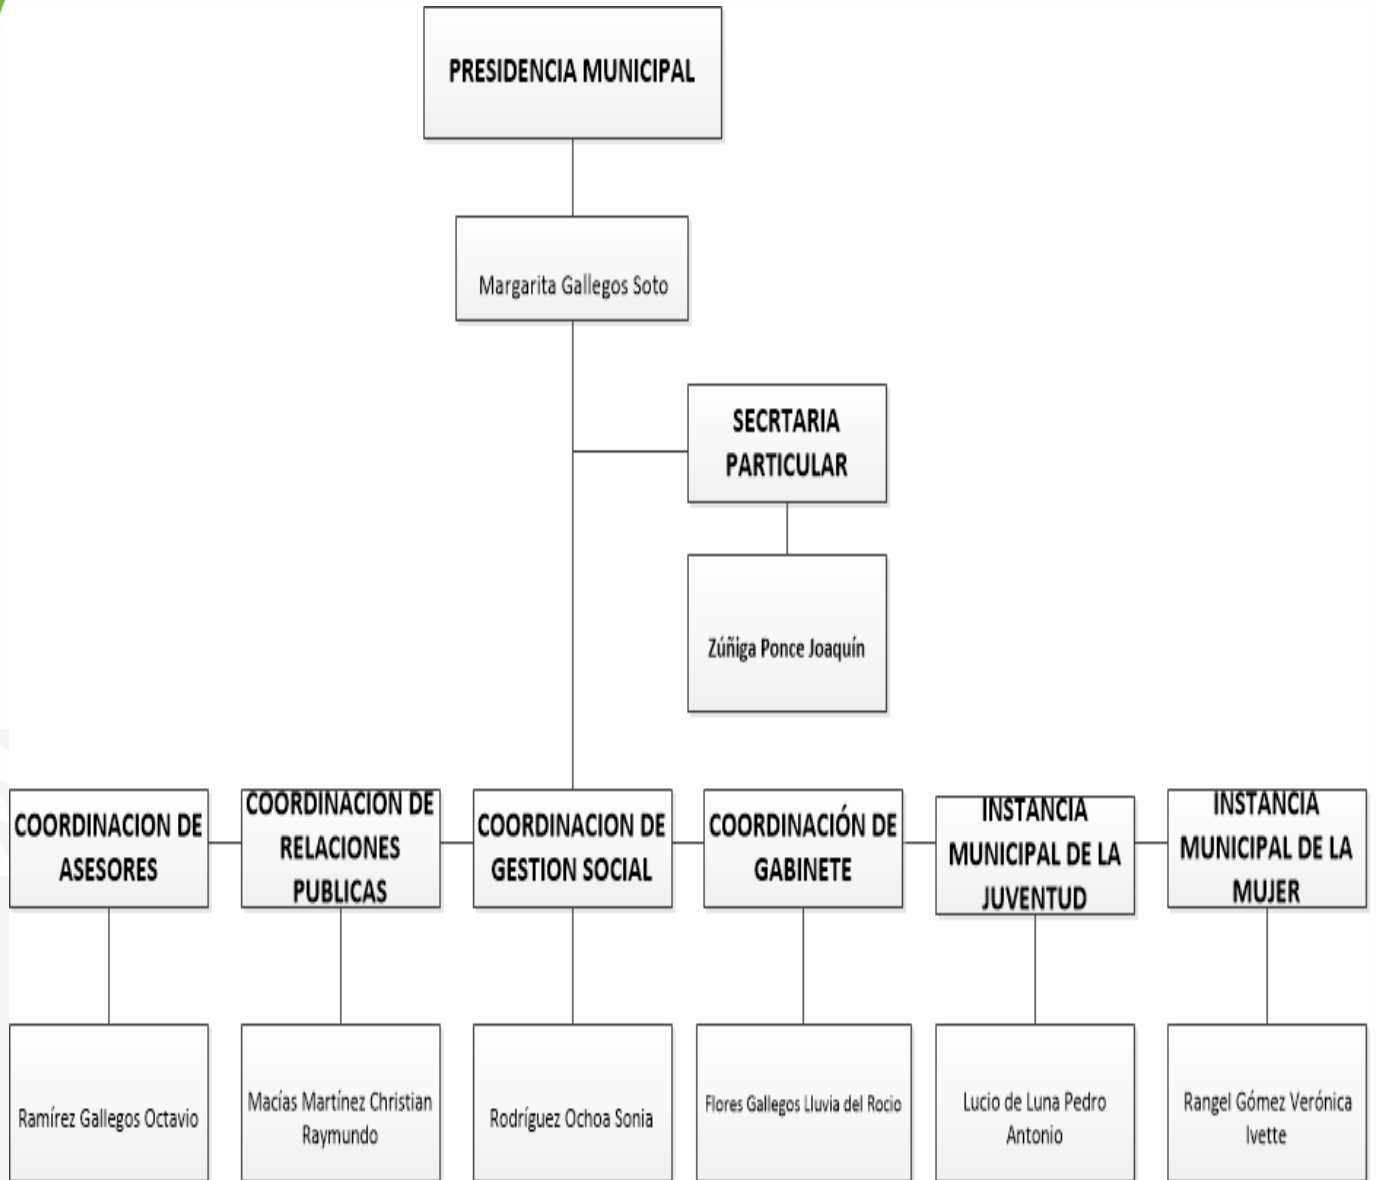 PRESIDENCIA MUNICIPAL
Margarita Gallegos Soto
SECRTARIA
PARTICULAR
Zúñiga Ponce Joaquín
COORDINACION DE
ASESORES
COORDINACION DE
RELACIONES
PUBLICAS
COORDINACION DE
GESTION SOCIAL
COORDINACIÓN DE
GABINETE
INSTANCIA
MUNICIPAL DE LA
JUVENTUD
INSTANCIA
MUNICIPAL DE LA
MUJER
Ramírez Gallegos Octavio
Macías Martínez Christian
Raymundo
Rodríguez Ochoa Sonia
Flores Gallegos Lluvia del Rocio
Lucio de Luna Pedro
Antonio
Rangel Gómez Verónica
Ivette